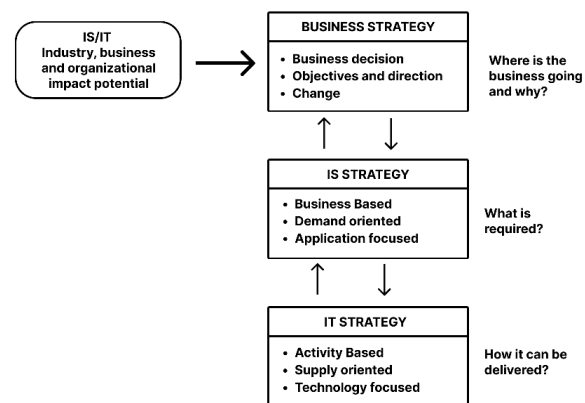 IS/IT
Industry, business
and organizational
impact potential
BUSINESS STRATEGY
• Business decision
• Objectives and direction
• Change
Where is the
business going
and why?
IS STRATEGY
• Business Based
• Demand oriented
• Application focused
What is
required?
IT STRATEGY
• Activity Based
• Supply oriented
• Technology focused
How it can be
delivered?